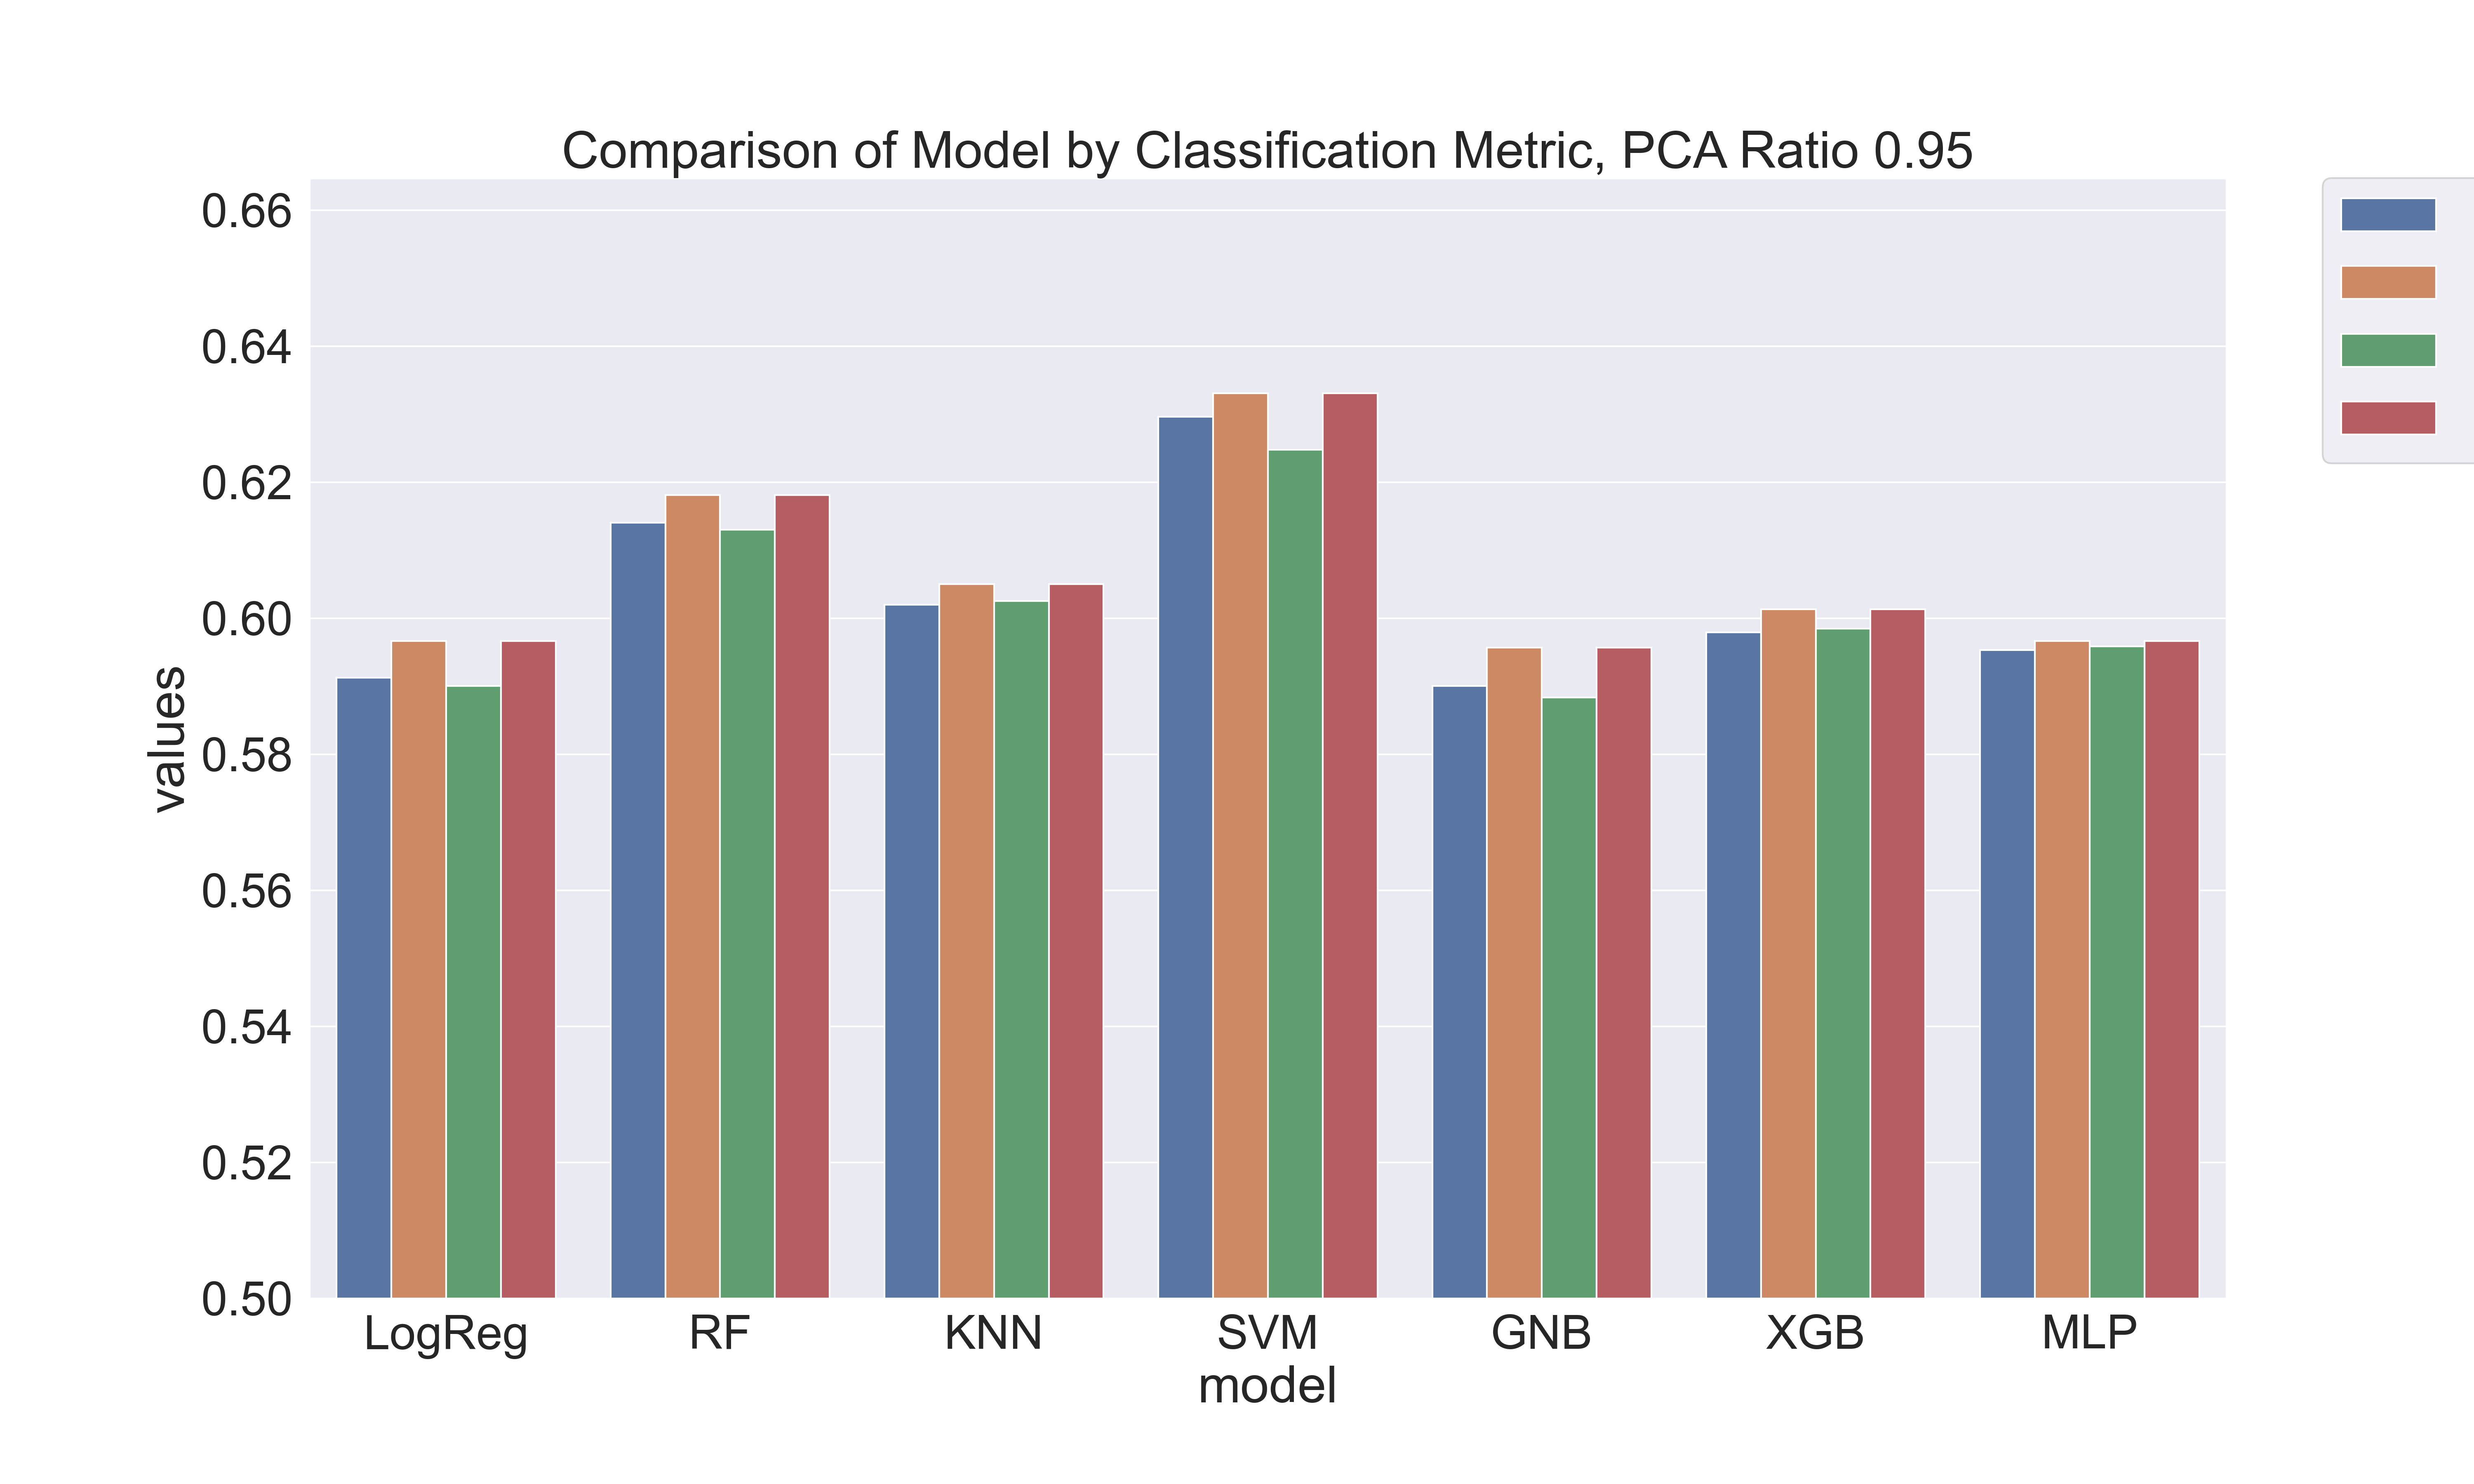 Comparison of Model by Classification Metric, PCA Ratio 0.95
0.66
0.64
0.62
0.60
0.58
0.56
0.54
0.52
0.50
values
LogReg RF KNN SVM GNB XGB MLP
model